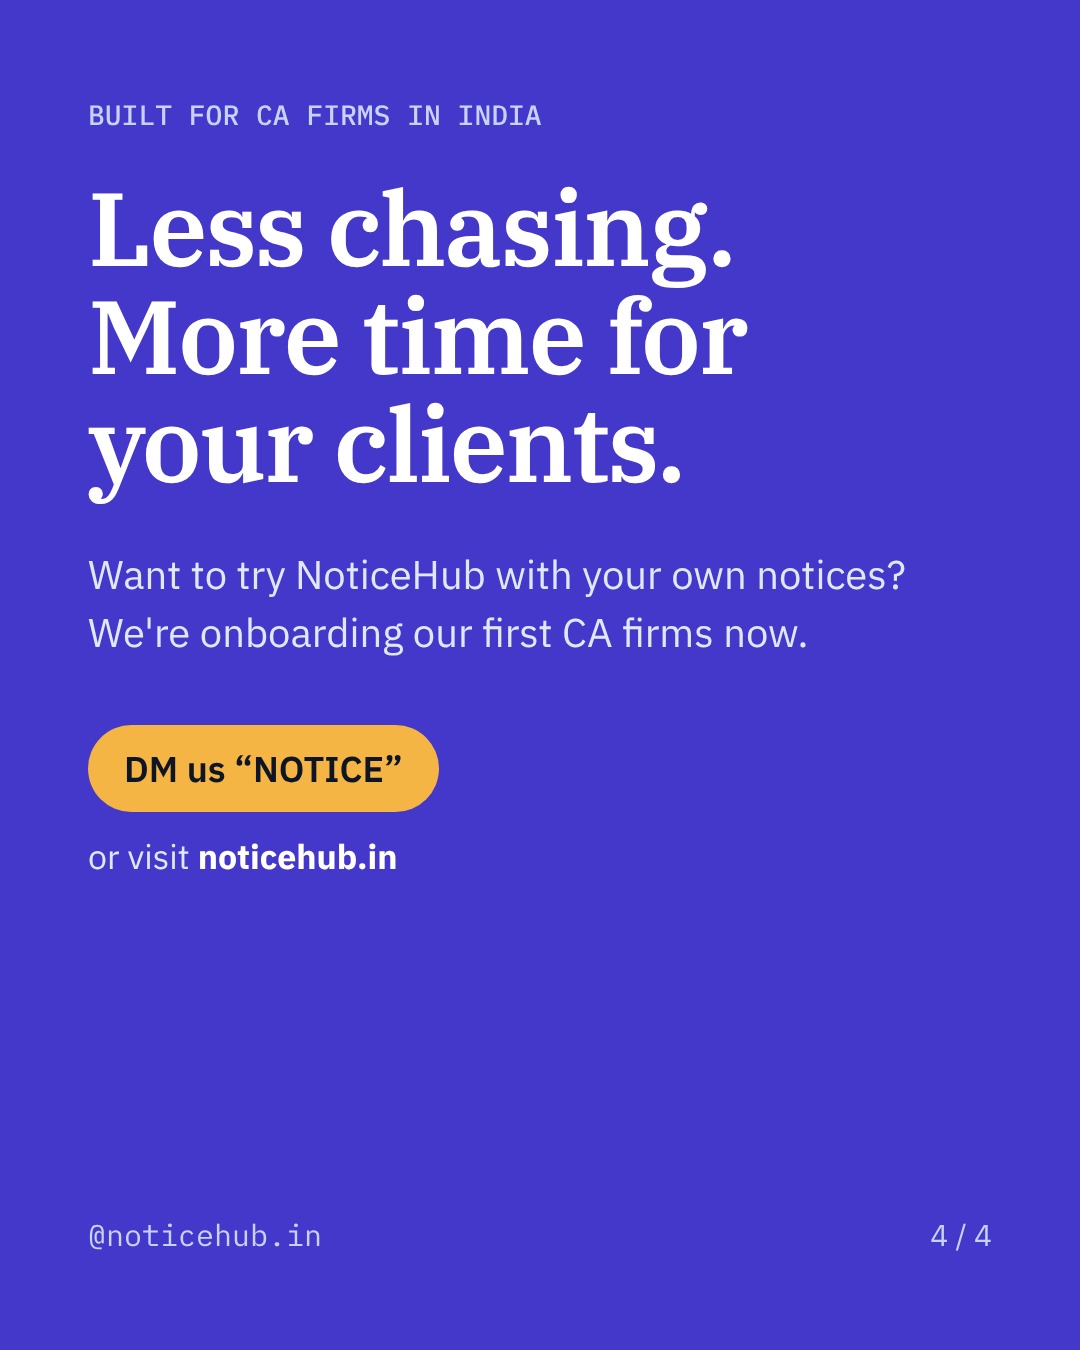 BUILT FOR CA FIRMS IN INDIA
Less chasing.
More time for
your clients.
Want to try NoticeHub with your own notices?
We're onboarding our first CA firms now.
DM us “NOTICE”
or visit noticehub.in
@noticehub.in
4 / 4